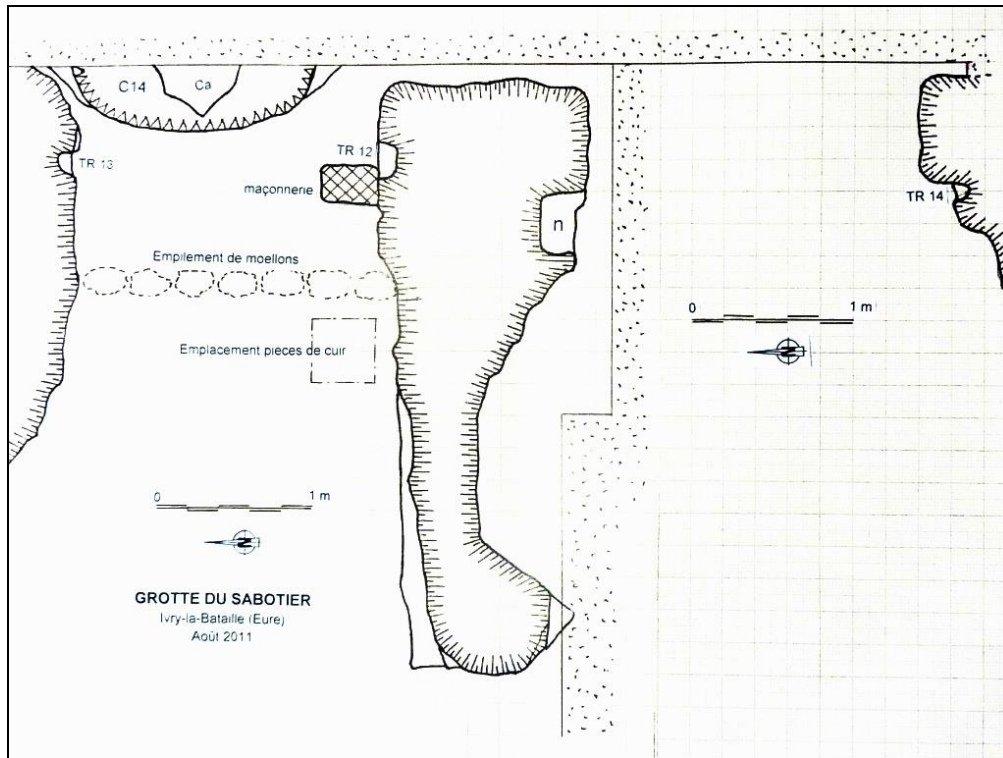 C14
Ca
TR 13
TR 12
maçonnerie
n
TR 14
Empilement de moellons
0 1 m
N
Emplacement pièces de cuir
0 1 m
N
GROTTE DU SABOTIER
Ivry-la-Bataille (Eure)
Août 2011